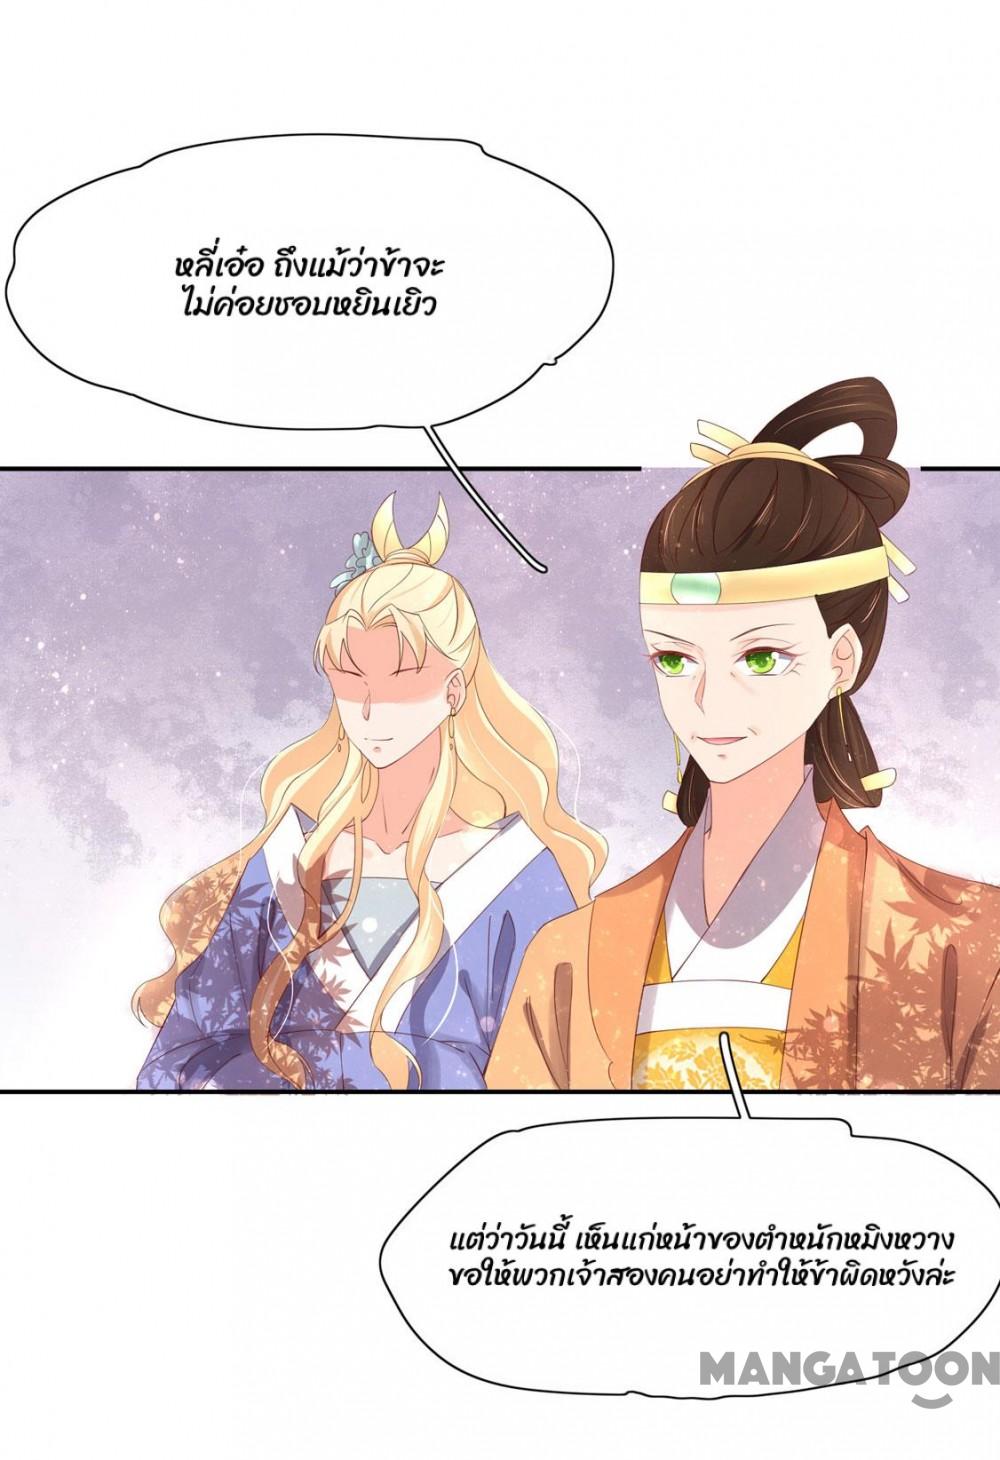 หลี่เอ๋อ ถึงแม้ว่าข้าจะ
ไม่ค่อยชอบหยินเยิว
แต่ว่าวันนี้ เห็นแก่หน้าของตำหนักหมิงหวาง
ขอให้พวกเจ้าสองคนอย่าทำให้ข้าผิดหวังล่ะ
MANGATOON